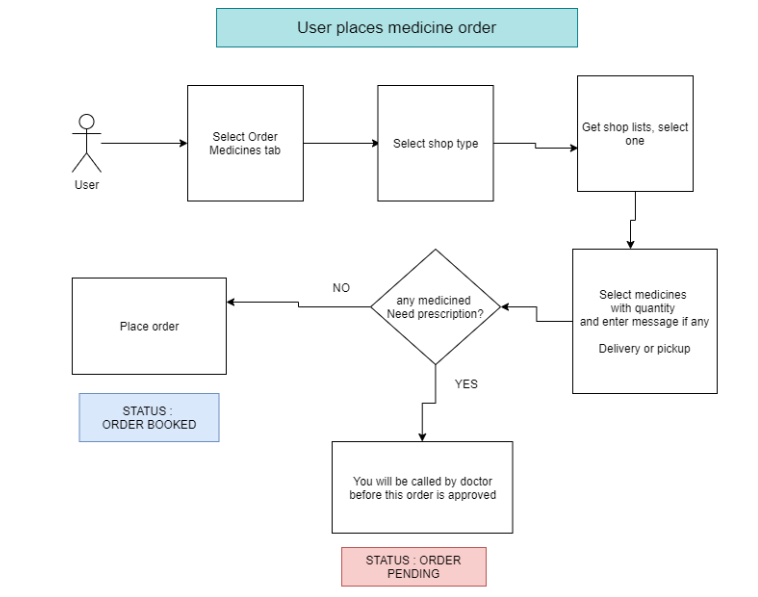 User places medicine order
Select Order
Medicines tab
Select shop type
Get shop lists, select
one
User
Select medicines
with quantity
and enter message if any
Delivery or pickup
any medicined
Need prescription?
NO
Place order
STATUS :
ORDER BOOKED
YES
You will be called by doctor
before this order is approved
STATUS : ORDER
PENDING